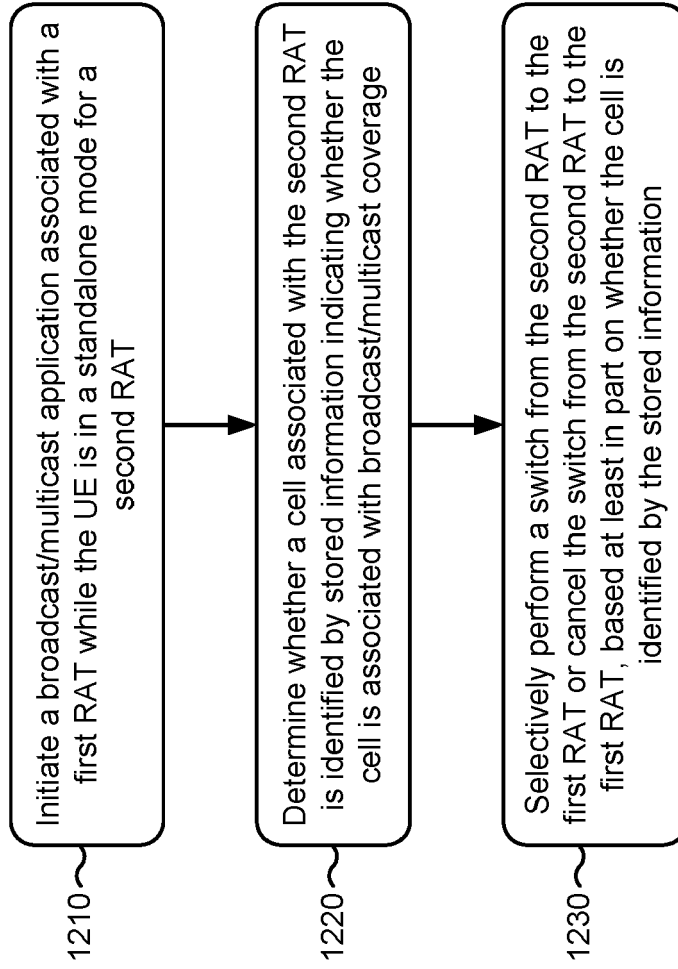 1210
Initiate a broadcast/multicast application associated with a
first RAT while the UE is in a standalone mode for a
second RAT
1220
Determine whether a cell associated with the second RAT
is identified by stored information indicating whether the
cell is associated with broadcast/multicast coverage
1230
Selectively perform a switch from the second RAT to the
first RAT or cancel the switch from the second RAT to the
first RAT, based at least in part on whether the cell is
identified by the stored information